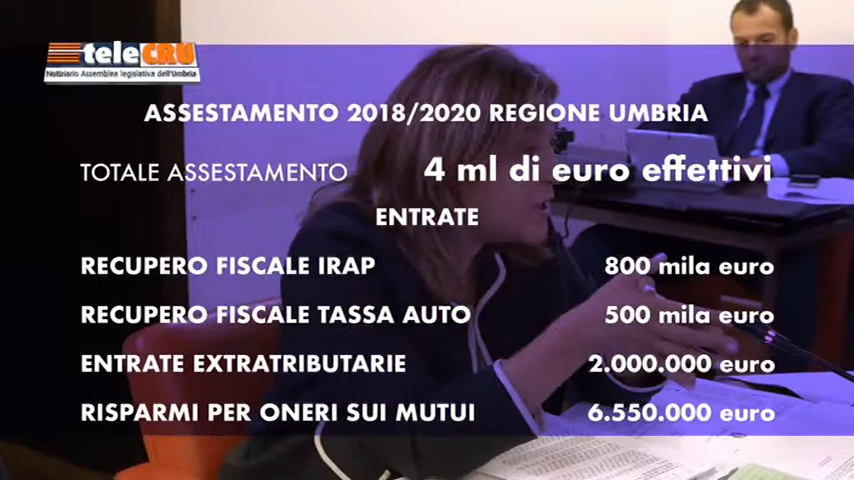 teleCRU
Notiziario Assemblea legislativa dell'Umbria
ASSESTAMENTO 2018/2020 REGIONE UMBRIA
TOTALE ASSESTAMENTO 4 ml di euro effettivi
ENTRATE
RECUPERO FISCALE IRAP 800 mila euro
RECUPERO FISCALE TASSA AUTO 500 mila euro
ENTRATE EXTRATRIBUTARIE 2.000.000 euro
RISPARMI PER ONERI SUI MUTUI 6.550.000 euro